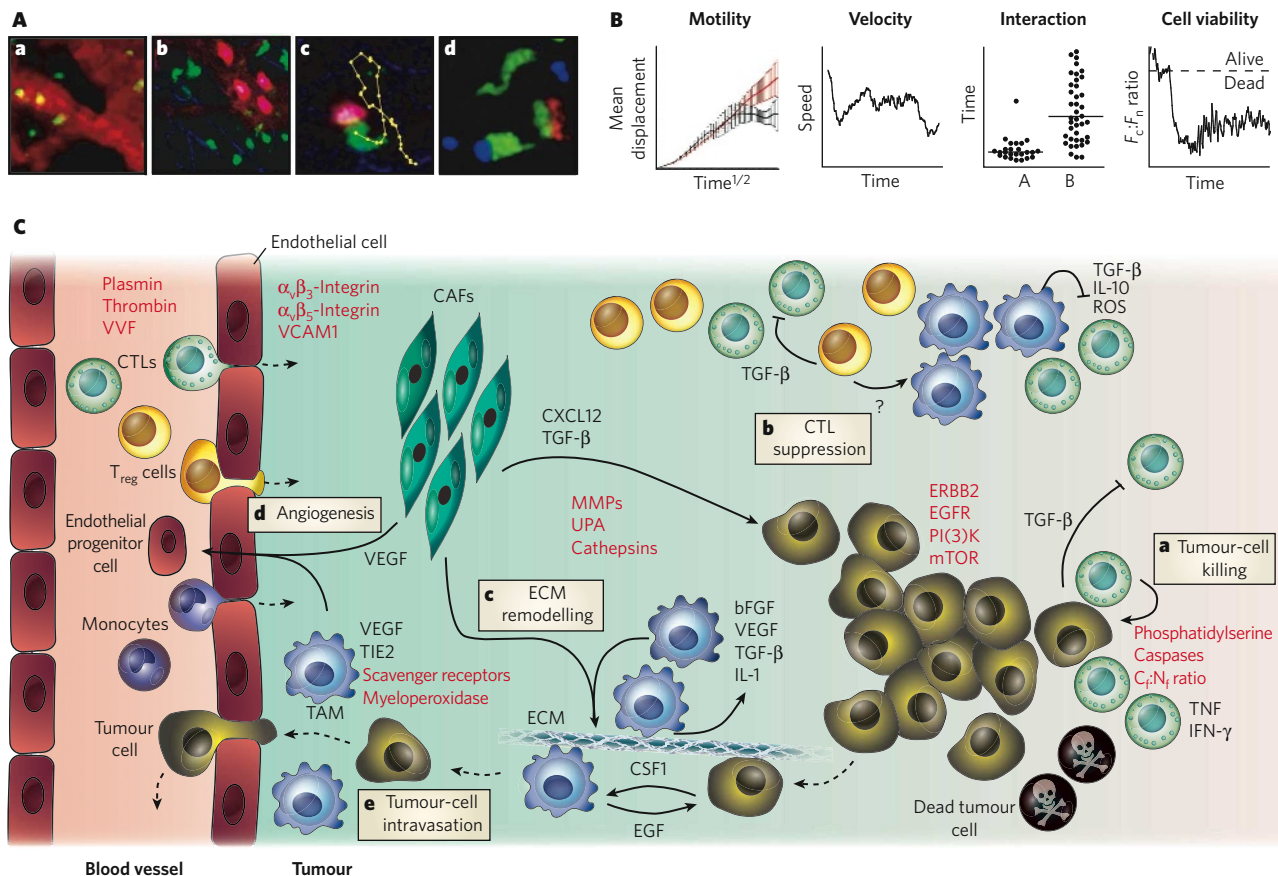 A
a
b
c
d
B
Motility
Velocity
Interaction
Cell viability
Mean
displacement
Time1/2
Speed
Time
Time
A
B
Fc:Fn ratio
Alive
Dead
Time
C
Endothelial cell
Plasmin
Thrombin
VVF
αvβ3-Integrin
αvβ5-Integrin
VCAM1
CTLs
Treg cells
CAFs
CXCL12
TGF-β
TGF-β
?
TGF-β
IL-10
ROS
b CTL
suppression
d Angiogenesis
Endothelial
progenitor
cell
VEGF
MMPs
UPA
Cathepsins
ERBB2
EGFR
PI(3)K
mTOR
TGF-β
a Tumour-cell
killing
c ECM
remodelling
Monocytes
VEGF
TIE2
Scavenger receptors
Myeloperoxidase
TAM
bFGF
VEGF
TGF-β
IL-1
Phosphatidylserine
Caspases
Cf:Nf ratio
TNF
IFN-γ
Tumour
cell
ECM
CSF1
EGF
e Tumour-cell
intravasation
Dead tumour
cell
Blood vessel
Tumour